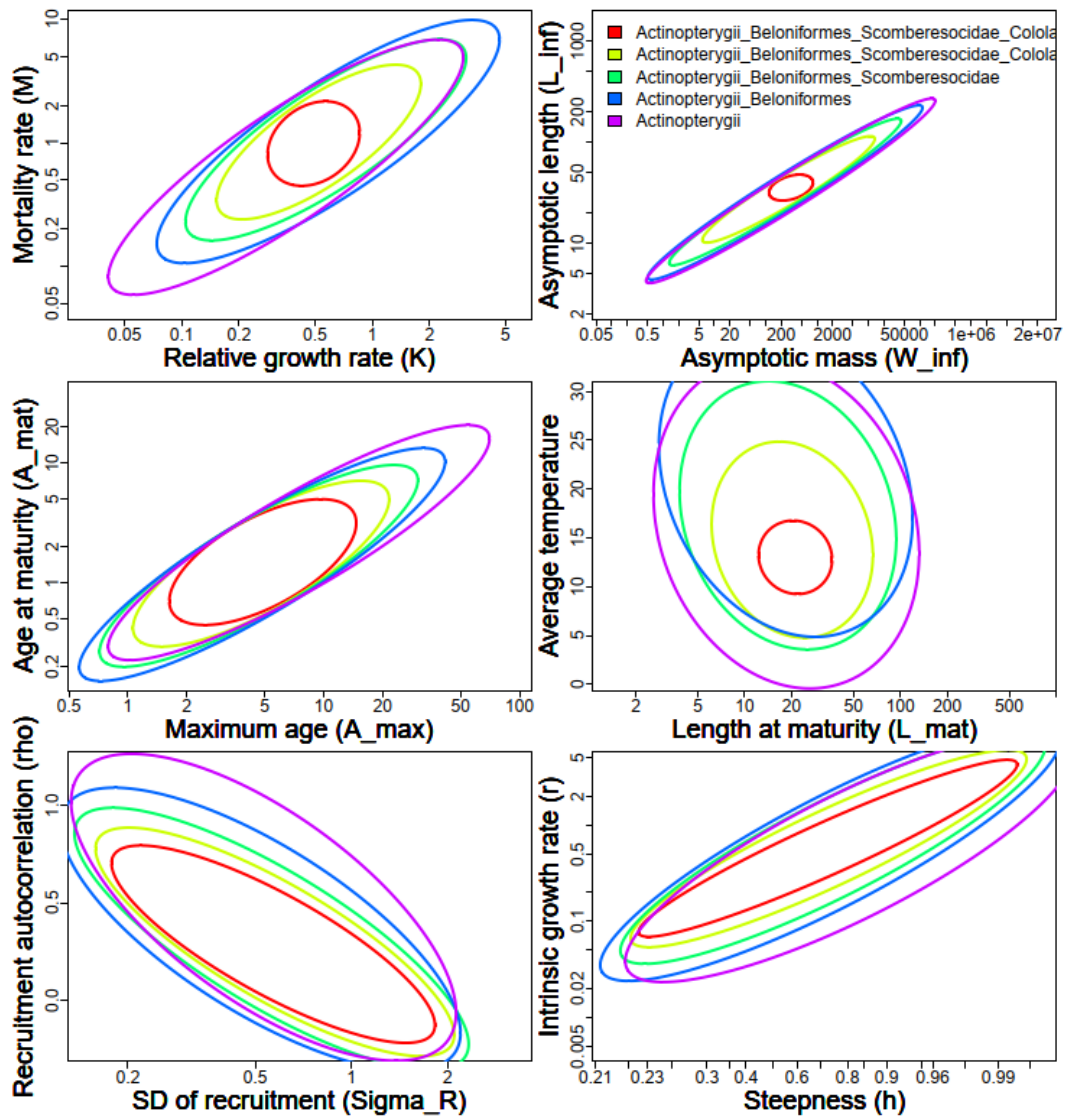 Mortality rate (M)
0.05 0.2 0.5 1 2 5 10
0.05 0.1 0.2 0.5 1 2 5
Relative growth rate (K)
Asymptotic length (L_inf)
2 5 10 50 200 1000
Actinopterygii_Beloniformes_Scomberesocidae_Colola
Actinopterygii_Beloniformes_Scomberesocidae_Colola
Actinopterygii_Beloniformes_Scomberesocidae
Actinopterygii_Beloniformes
Actinopterygii
0.05 0.5 5 20 200 2000 50000 1e+06 2e+07
Asymptotic mass (W_inf)
Age at maturity (A_mat)
0.2 0.5 1 2 5 10 20
0.5 1 2 5 10 20 50 100
Maximum age (A_max)
Average temperature
0 5 10 15 20 25 30
2 5 10 20 50 100 200 500
Length at maturity (L_mat)
Recruitment autocorrelation (rho)
0.0 0.5 1.0
0.2 0.5 1 2
SD of recruitment (Sigma_R)
Intrinsic growth rate (r)
0.005 0.02 0.1 0.5 2 5
0.21 0.23 0.3 0.4 0.6 0.8 0.9 0.96 0.99
Steepness (h)